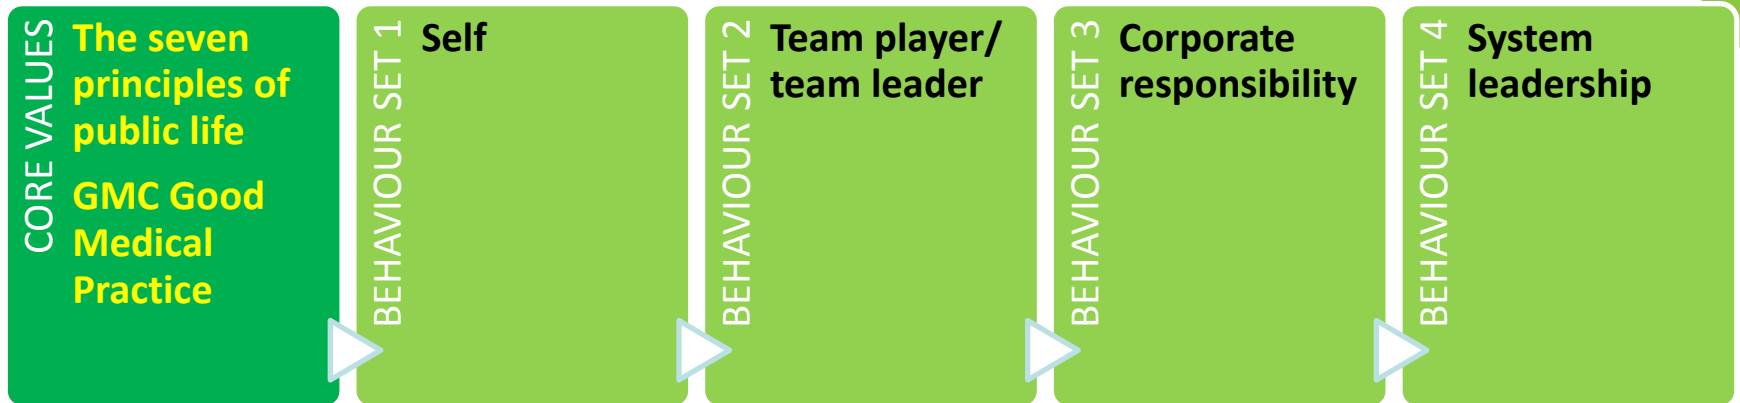 CORE VALUES
The seven
principles of
public life
GMC Good
Medical
Practice
BEHAVIOUR SET 1
Self
BEHAVIOUR SET 2
Team player/
team leader
BEHAVIOUR SET 3
Corporate
responsibility
BEHAVIOUR SET 4
System
leadership